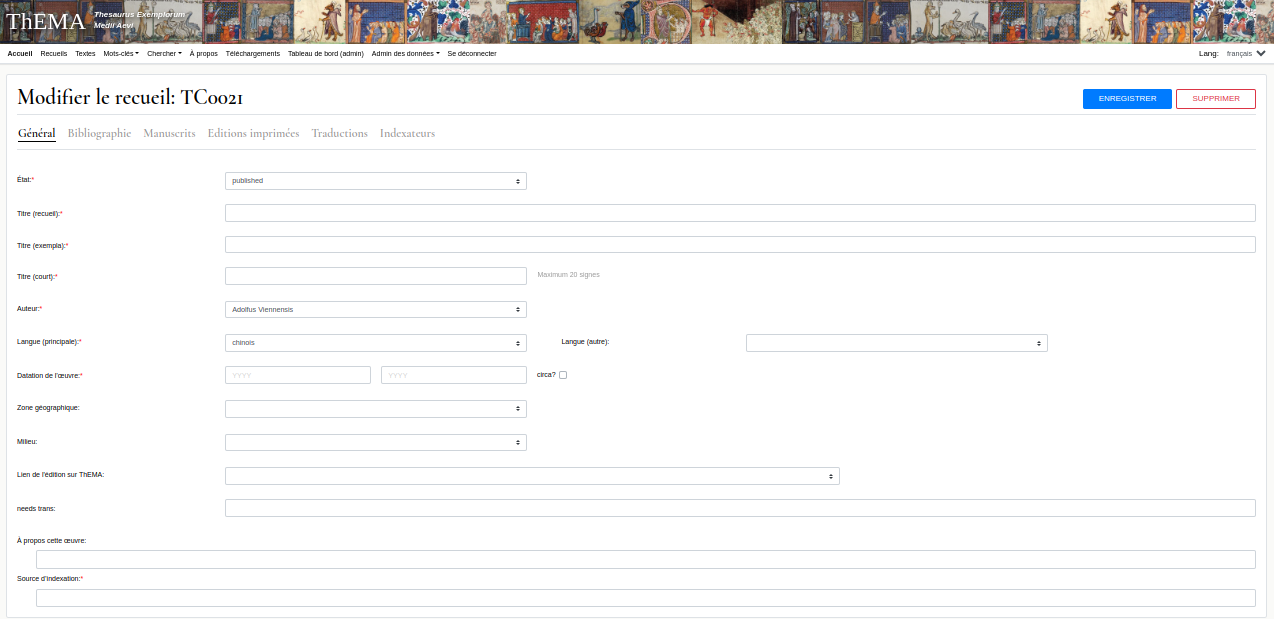 ThEMA
Thesaurus Exemplorum
Medii Aevi
Accueil Recueils Textes Mots-clés Chercher À propos Téléchargements Tableau de bord (admin) Admin des données Se déconnecter Lang: français
Modifier le recueil: TC0021
ENREGISTRER SUPPRIMER
Général Bibliographie Manuscrits Editions imprimées Traductions Indexateurs
État:* published
Titre (recueil):*
Titre (exempla):*
Titre (court):* Maximum 20 signes
Auteur:* Adolfus Viennensis
Langue (principale):* chinois Langue (autre):
Datation de l'œuvre:* YYYY YYYY circa?
Zone géographique:
Milieu:
Lien de l'édition sur ThEMA:
needs trans:
À propos cette œuvre:
Source d'indexation:*